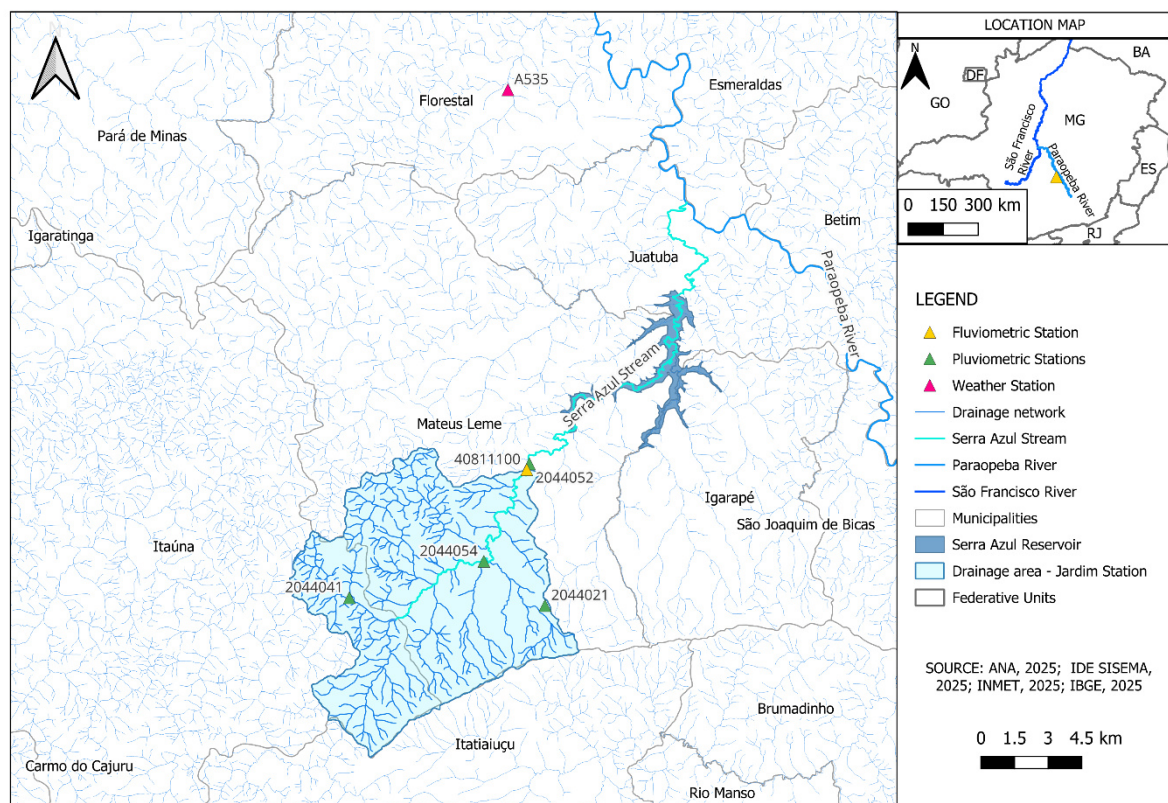 A535
Florestal
Esmeraldas
Pará de Minas
Igaratinga
Betim
Juatuba
Paraopeba River
Serra Azul Stream
Mateus Leme
40811100
2044052
Igarapé
São Joaquim de Bicas
Itaúna
2044054
2044041
2044021
Brumadinho
Itatiaiuçu
Carmo do Cajuru
Rio Manso
LOCATION MAP
N
BA
DF
GO
MG
São Francisco
River
Paraopeba River
ES
RJ
0 150 300 km
LEGEND
Fluviometric Station
Pluviometric Stations
Weather Station
Drainage network
Serra Azul Stream
Paraopeba River
São Francisco River
Municipalities
Serra Azul Reservoir
Drainage area - Jardim Station
Federative Units
SOURCE: ANA, 2025; IDE SISEMA,
2025; INMET, 2025; IBGE, 2025
0 1.5 3 4.5 km